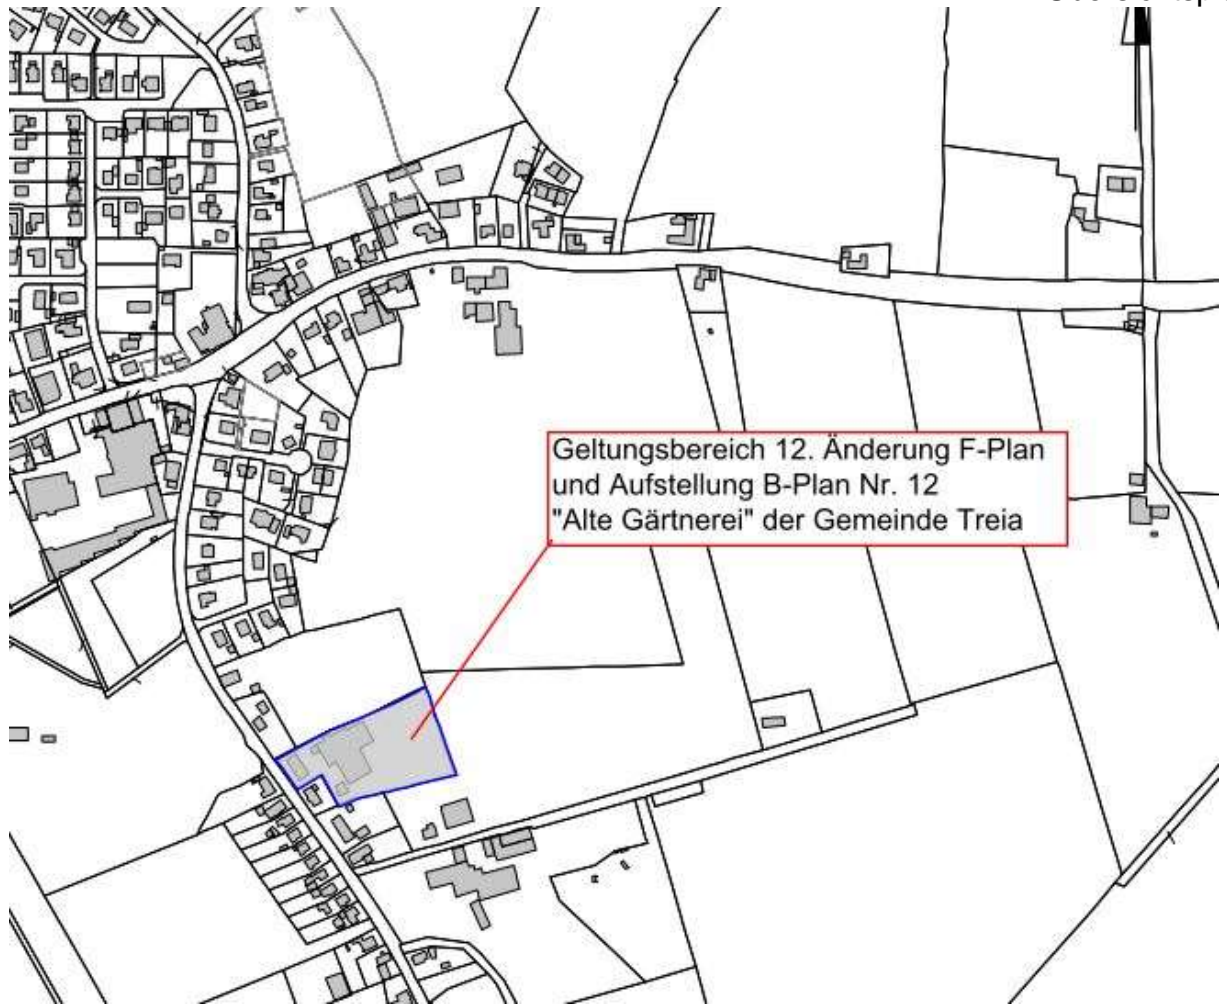 Geltungsbereich 12. Änderung F-Plan
und Aufstellung B-Plan Nr. 12
"Alte Gärtnerei" der Gemeinde Treia